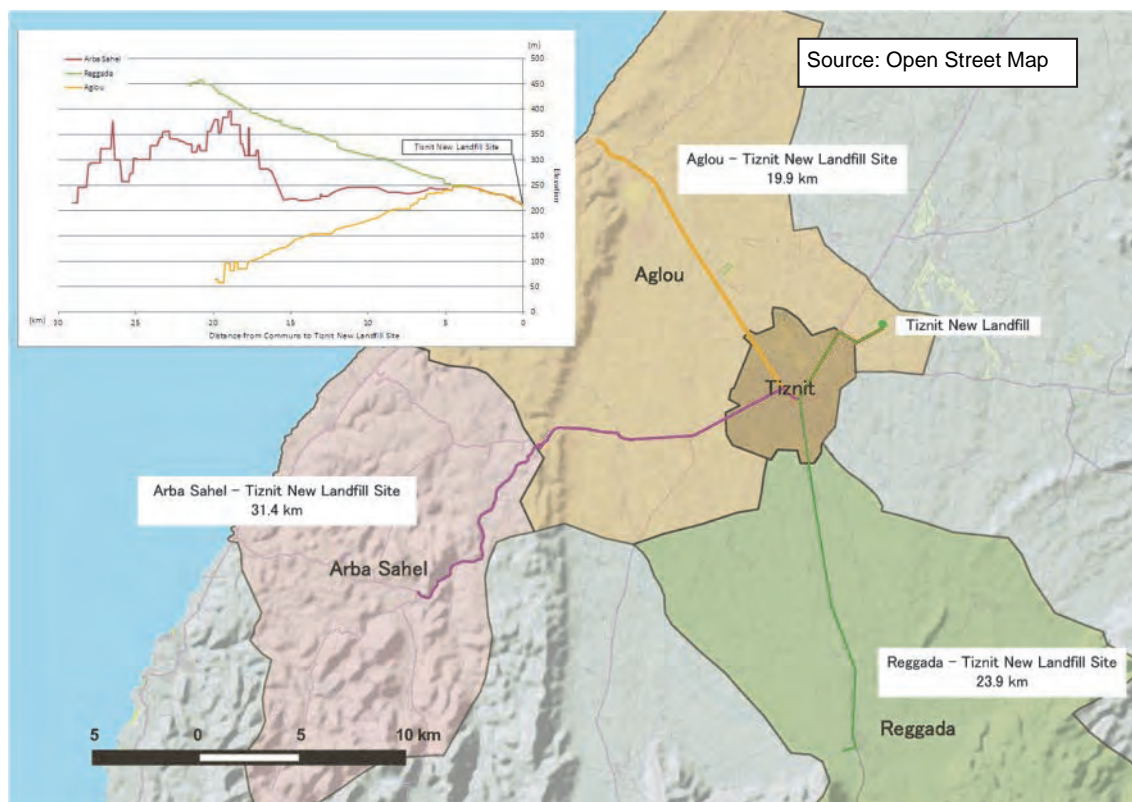 (m)
Arba Sahel
Reggada
Aglou
500
450
400
350
300
250
200
150
100
50
0
Elevation
Tiznit New Landfill Site
(km)
30
25
20
15
10
5
0
Distance from Commune to Tiznit New Landfill Site
Source: Open Street Map
Aglou – Tiznit New Landfill Site
19.9 km
Aglou
Tiznit New Landfill
Tiznit
Arba Sahel – Tiznit New Landfill Site
31.4 km
Arba Sahel
Reggada – Tiznit New Landfill Site
23.9 km
Reggada
5 0 5 10 km